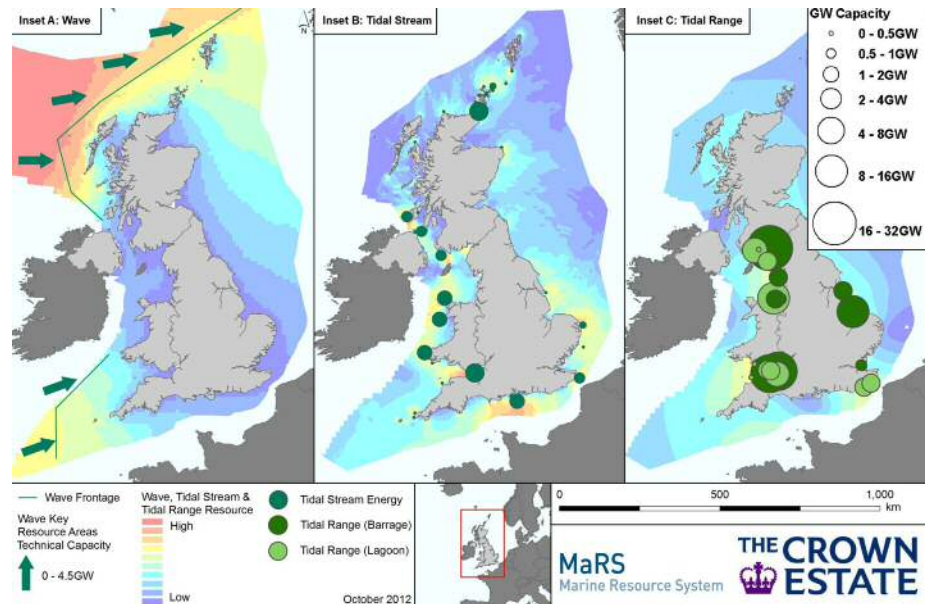 Inset A: Wave
Inset B: Tidal Stream
Inset C: Tidal Range
N
GW Capacity
0 - 0.5GW
0.5 - 1GW
1 - 2GW
2 - 4GW
4 - 8GW
8 - 16GW
16 - 32GW
Wave Frontage
Wave Key
Resource Areas
Technical Capacity
0 - 4.5GW
Wave, Tidal Stream &
Tidal Range Resource
High
Low
Tidal Stream Energy
Tidal Range (Barrage)
Tidal Range (Lagoon)
October 2012
0 500 1,000
km
MaRS
Marine Resource System
THE CROWN
ESTATE